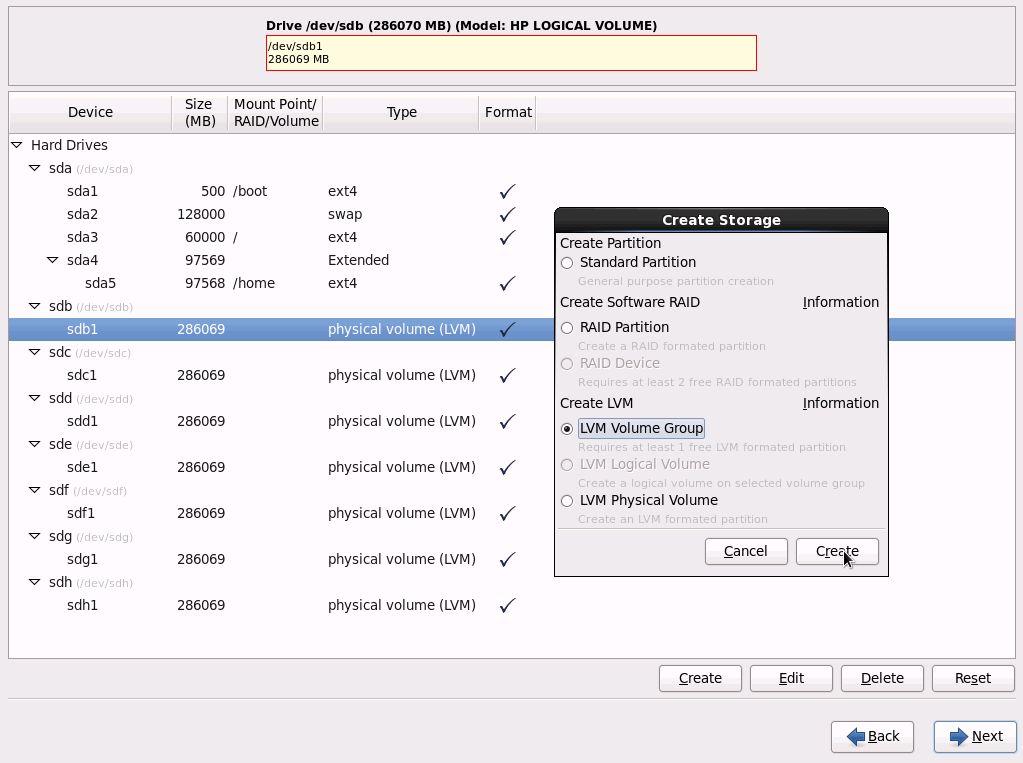 Drive /dev/sdb (286070 MB) (Model: HP LOGICAL VOLUME)
/dev/sdb1
286069 MB
Device Size (MB) Mount Point/ RAID/Volume Type Format
Hard Drives
sda (/dev/sda)
sda1 500 /boot ext4
sda2 128000 swap
sda3 60000 / ext4
sda4 97569 Extended
sda5 97568 /home ext4
sdb (/dev/sdb)
sdb1 286069 physical volume (LVM)
sdc (/dev/sdc)
sdc1 286069 physical volume (LVM)
sdd (/dev/sdd)
sdd1 286069 physical volume (LVM)
sde (/dev/sde)
sde1 286069 physical volume (LVM)
sdf (/dev/sdf)
sdf1 286069 physical volume (LVM)
sdg (/dev/sdg)
sdg1 286069 physical volume (LVM)
sdh (/dev/sdh)
sdh1 286069 physical volume (LVM)
Create Storage
Create Partition
Standard Partition
General purpose partition creation
Create Software RAID Information
RAID Partition
Create a RAID formated partition
RAID Device
Requires at least 2 free RAID formated partitions
Create LVM Information
LVM Volume Group
Requires at least 1 free LVM formated partition
LVM Logical Volume
Create a logical volume on selected volume group
LVM Physical Volume
Create an LVM formated partition
Cancel Create
Create Edit Delete Reset
Back Next